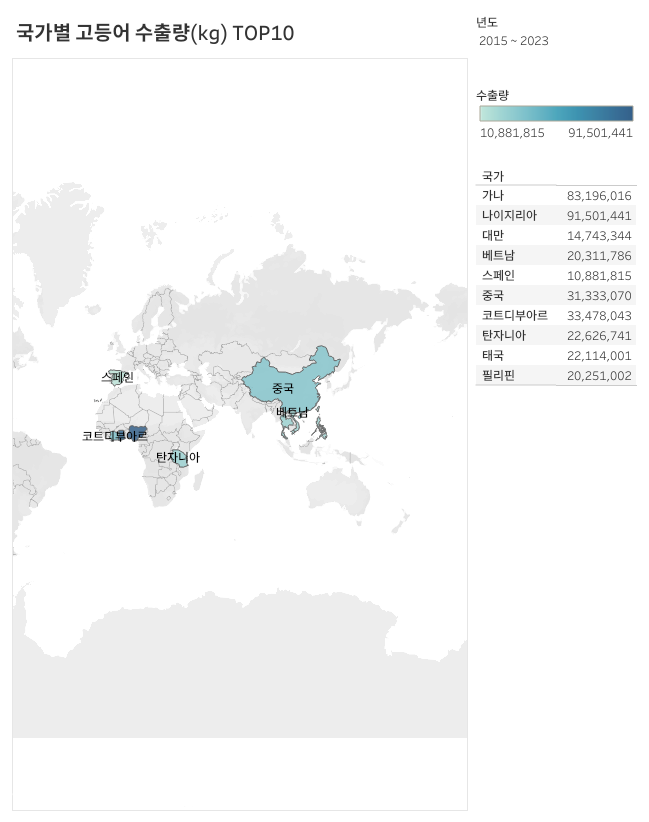 국가별 고등어 수출량(kg) TOP10
년도
2015 ~ 2023
수출량
10,881,815 91,501,441
국가
가나 83,196,016
나이지리아 91,501,441
대만 14,743,344
베트남 20,311,786
스페인 10,881,815
중국 31,333,070
코트디부아르 33,478,043
탄자니아 22,626,741
태국 22,114,001
필리핀 20,251,002
스페인
중국
베트남
코트디부아르
탄자니아